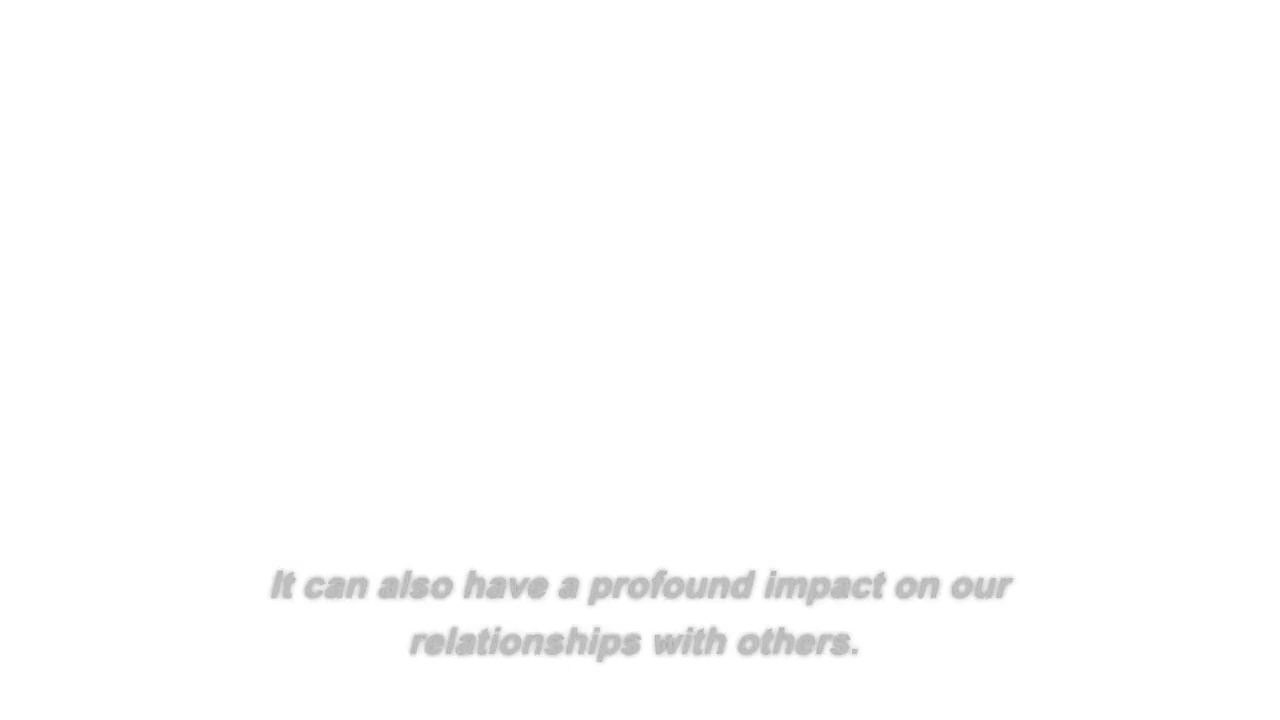 It can also have a profound impact on our
relationships with others.